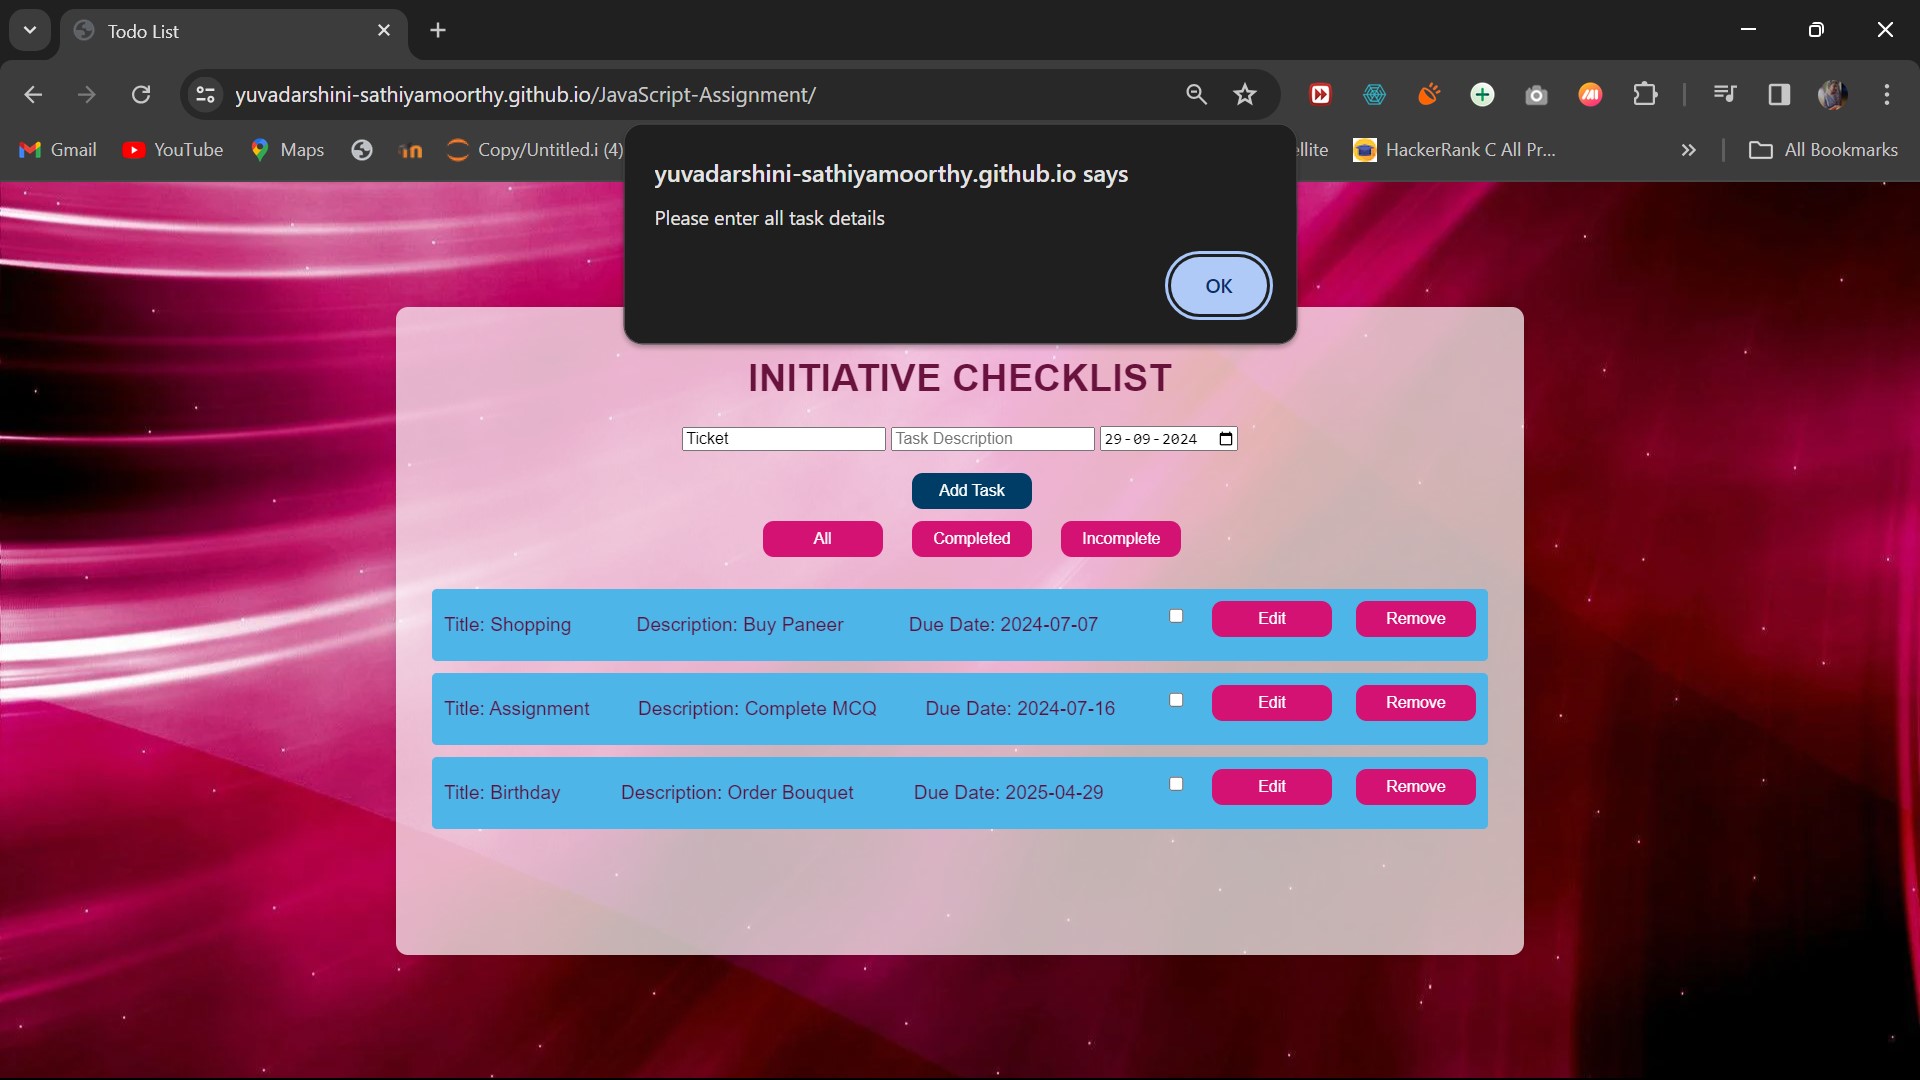 Todo List
yuvadarshini-sathiyamoorthy.github.io/JavaScript-Assignment/
Gmail YouTube Maps Copy/Untitled.i (4) ellite HackerRank C All Pr... All Bookmarks
yuvadarshini-sathiyamoorthy.github.io says
Please enter all task details
OK
INITIATIVE CHECKLIST
Ticket Task Description 29-09-2024
Add Task
All Completed Incomplete
Title: Shopping Description: Buy Paneer Due Date: 2024-07-07 Edit Remove
Title: Assignment Description: Complete MCQ Due Date: 2024-07-16 Edit Remove
Title: Birthday Description: Order Bouquet Due Date: 2025-04-29 Edit Remove